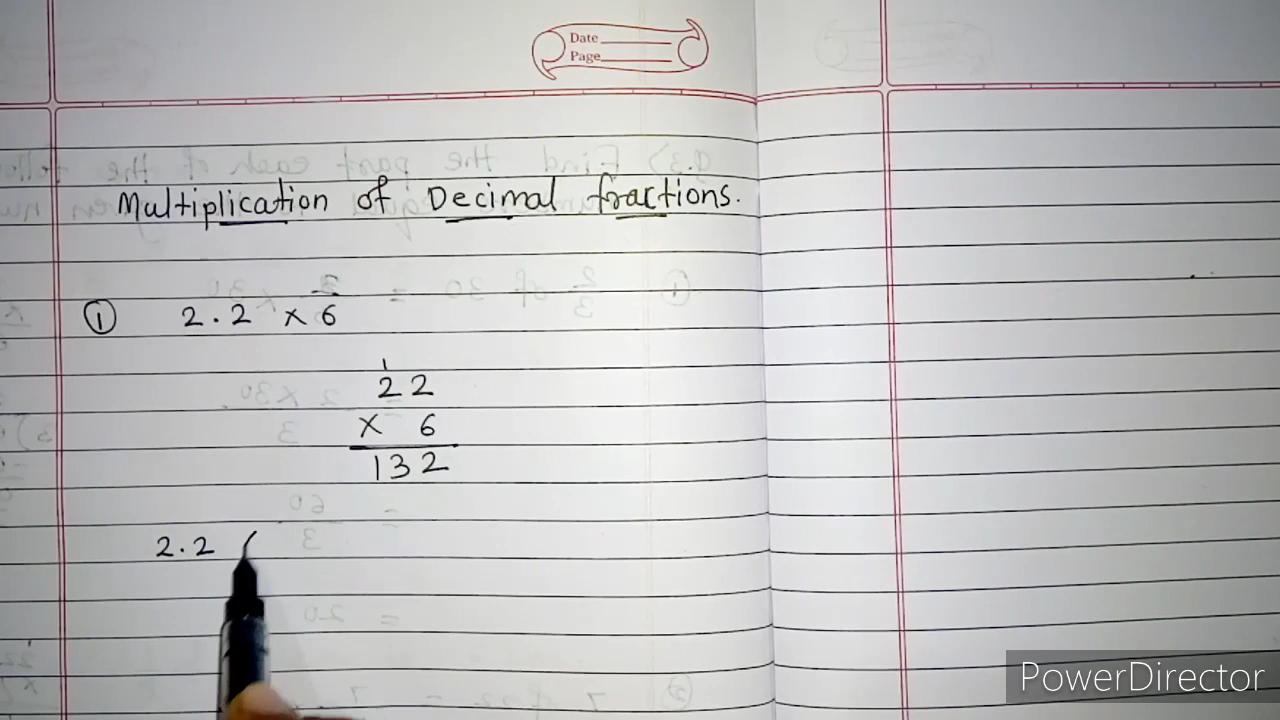 Date
Page
Multiplication of Decimal fractions.
① 2.2 × 6
1
22
× 6
132
2.2 (
PowerDirector